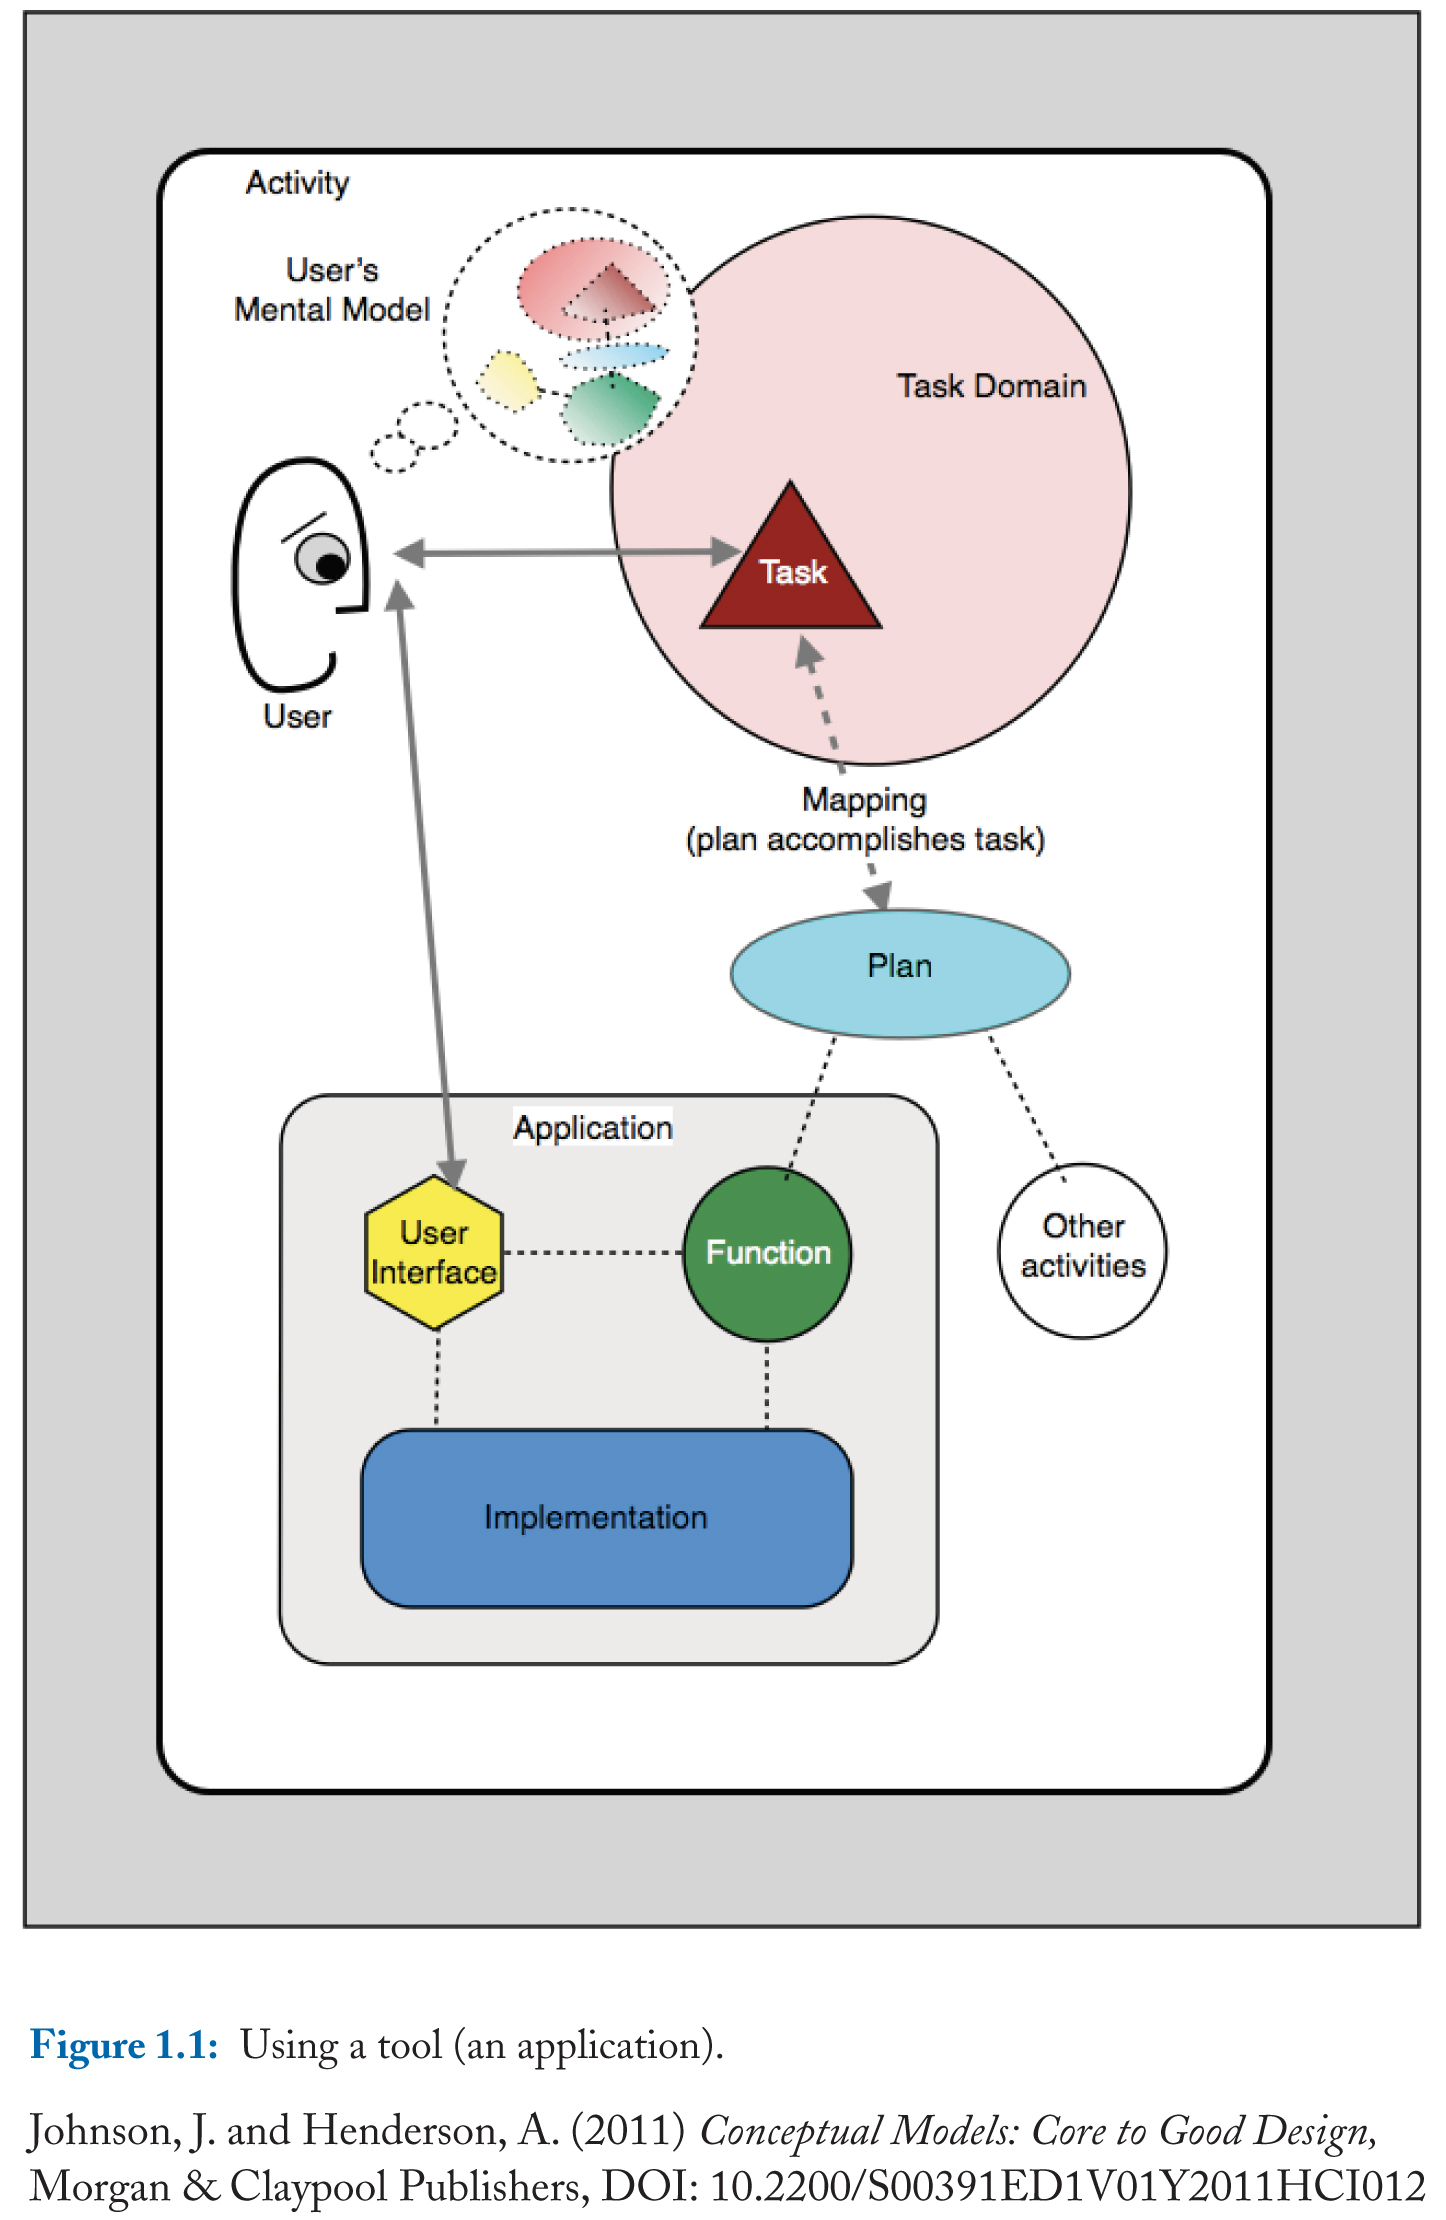 Activity
User's
Mental Model
Task Domain
Task
User
Mapping
(plan accomplishes task)
Plan
Application
User
Interface
Function
Other
activities
Implementation
Figure 1.1: Using a tool (an application).
Johnson, J. and Henderson, A. (2011) Conceptual Models: Core to Good Design,
Morgan & Claypool Publishers, DOI: 10.2200/S00391ED1V01Y2011HCI012